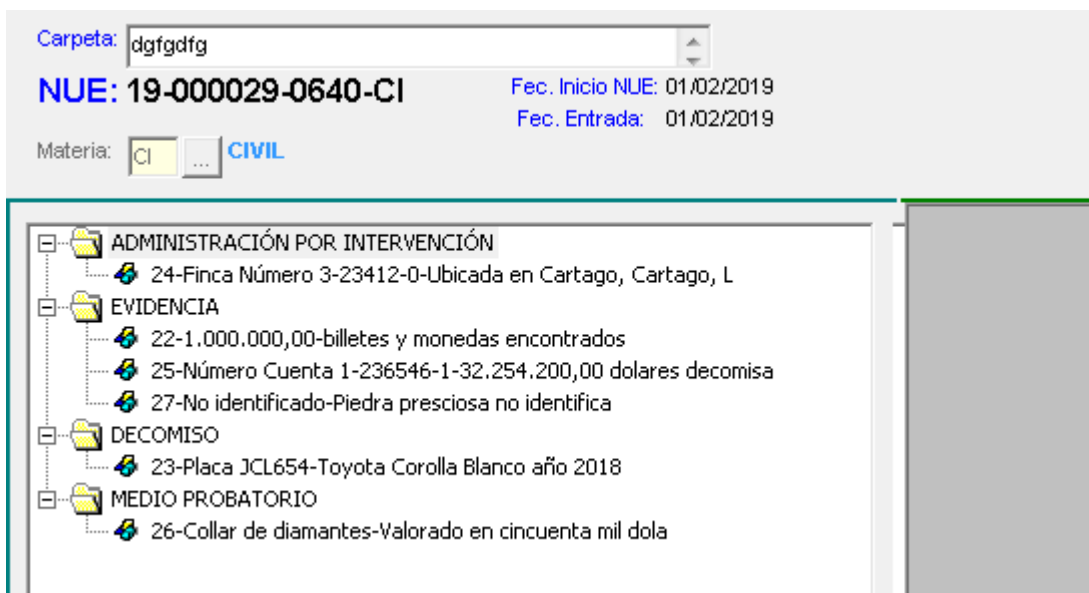 Carpeta: dgfgdfg
NUE: 19-000029-0640-CI Fec. Inicio NUE: 01/02/2019
Fec. Entrada: 01/02/2019
Materia: CI ... CIVIL
ADMINISTRACIÓN POR INTERVENCIÓN
24-Finca Número 3-23412-0-Ubicada en Cartago, Cartago, L
EVIDENCIA
22-1.000.000,00-billetes y monedas encontrados
25-Número Cuenta 1-236546-1-32.254.200,00 dolares decomisa
27-No identificado-Piedra presciosa no identifica
DECOMISO
23-Placa JCL654-Toyota Corolla Blanco año 2018
MEDIO PROBATORIO
26-Collar de diamantes-Valorado en cincuenta mil dola